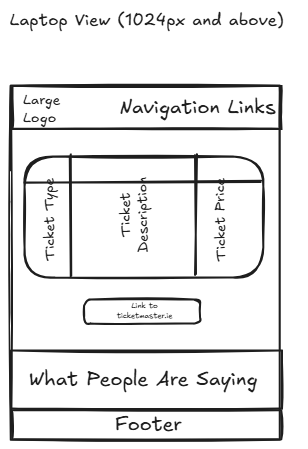 Laptop View (1024px and above)
Large
Logo
Navigation Links
Ticket Type
Ticket
Description
Ticket Price
Link to
ticketmaster.ie
What People Are Saying
Footer